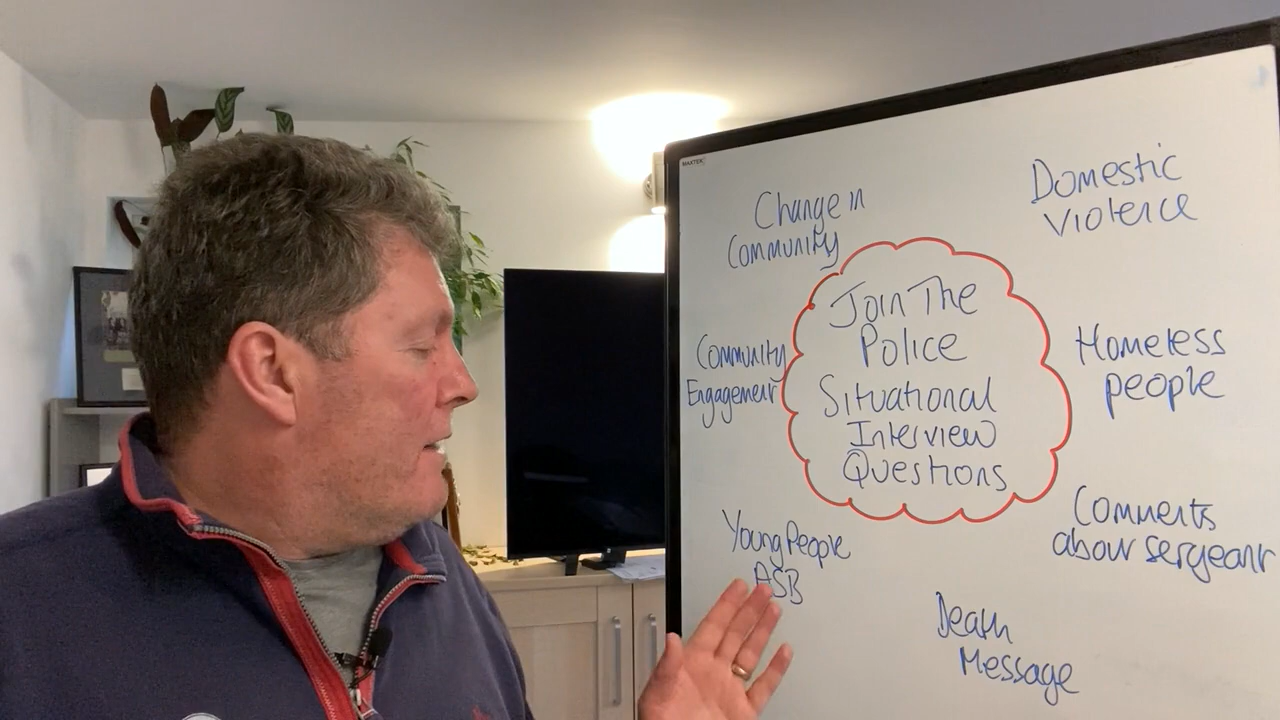 MAXTEK
Change in
Community
Domestic
Violence
Join The
Police
Situational
Interview
Questions
Community
Engagement
Homeless
people
Young People
ASB
Comments
about sergeant
Death
Message